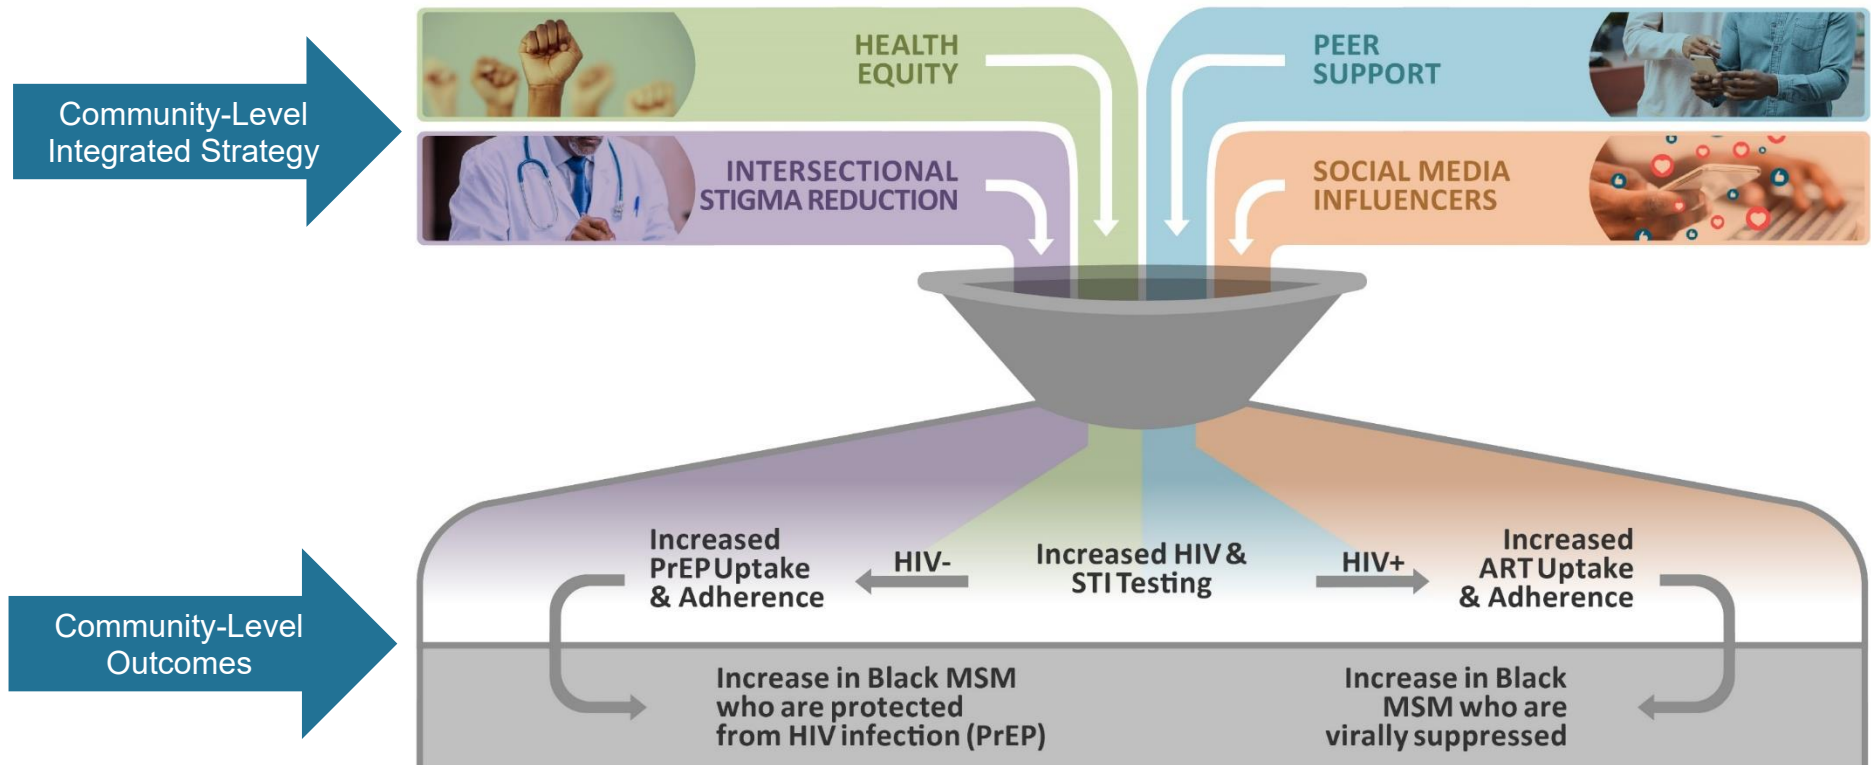 Community-Level
Integrated Strategy
HEALTH
EQUITY
PEER
SUPPORT
INTERSECTIONAL
STIGMA REDUCTION
SOCIAL MEDIA
INFLUENCERS
Community-Level
Outcomes
Increased
PrEP Uptake
& Adherence
HIV-
Increased HIV &
STI Testing
HIV+
Increased
ART Uptake
& Adherence
Increase in Black MSM
who are protected
from HIV infection (PrEP)
Increase in Black
MSM who are
virally suppressed